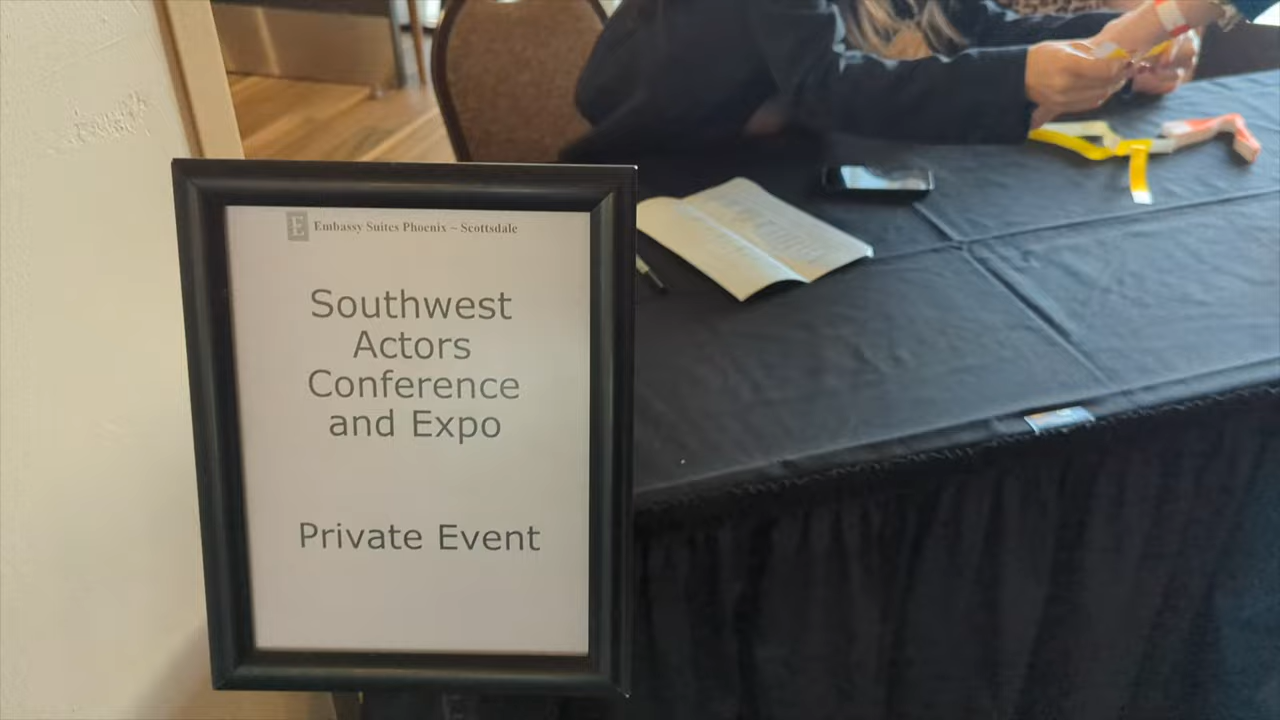 Embassy Suites Phoenix ~ Scottsdale
Southwest
Actors
Conference
and Expo
Private Event